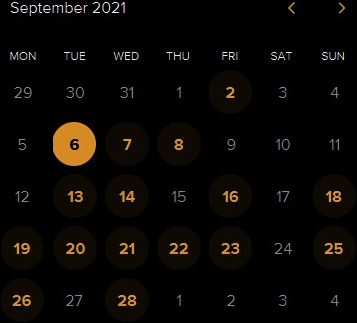 September 2021
MON TUE WED THU FRI SAT SUN
29 30 31 1 2 3 4
5 6 7 8 9 10 11
12 13 14 15 16 17 18
19 20 21 22 23 24 25
26 27 28 1 2 3 4